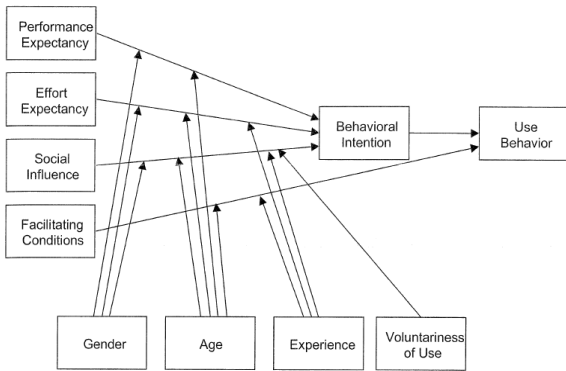 Performance
Expectancy
Effort
Expectancy
Social
Influence
Facilitating
Conditions
Behavioral
Intention
Use
Behavior
Gender
Age
Experience
Voluntariness
of Use